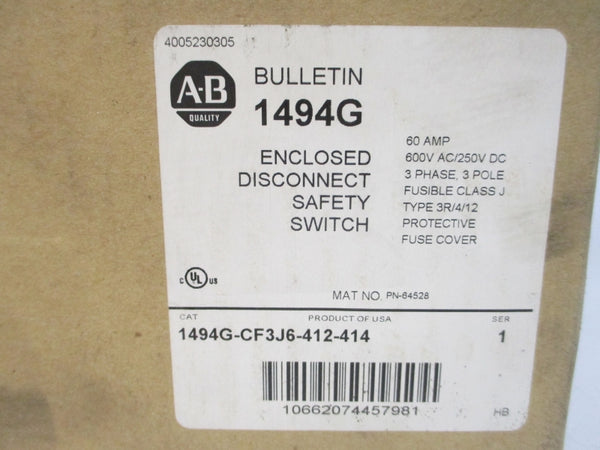 4005230305
A-B
QUALITY
BULLETIN
1494G
ENCLOSED
DISCONNECT
SAFETY
SWITCH
60 AMP
600V AC/250V DC
3 PHASE, 3 POLE
FUSIBLE CLASS J
TYPE 3R/4/12
PROTECTIVE
FUSE COVER
C UL US
MAT NO. PN-64528
CAT PRODUCT OF USA SER
1494G-CF3J6-412-414 1
10662074457981 HB